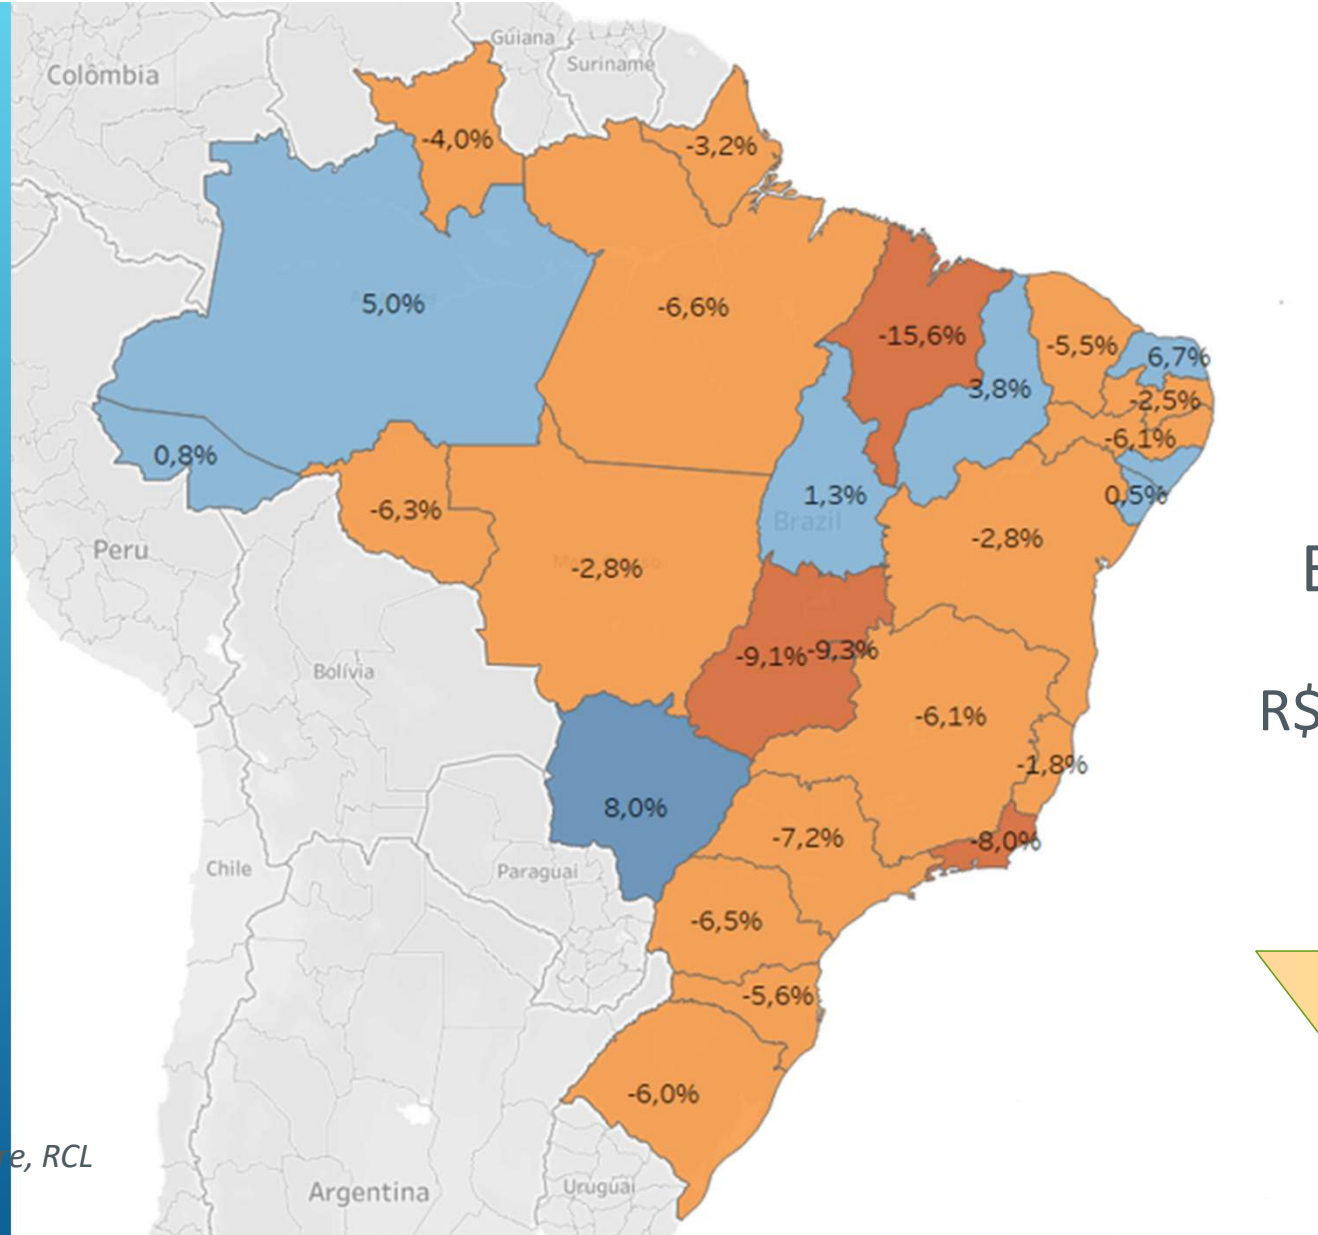 Guiana
Colômbia
Suriname
-4,0%
-3,2%
5,0%
-6,6%
-15,6%
-5,5%
6,7%
3,8%
-2,5%
-6,1%
0,8%
1,3%
0,5%
-6,3%
Brazil
-2,8%
Peru
-2,8%
-9,1%
-9,3%
Bolívia
R$
-6,1%
-1,8%
8,0%
-7,2%
-8,0%
Chile
Paraguai
-6,5%
-5,6%
-6,0%
e, RCL
Argentina
Uruguai